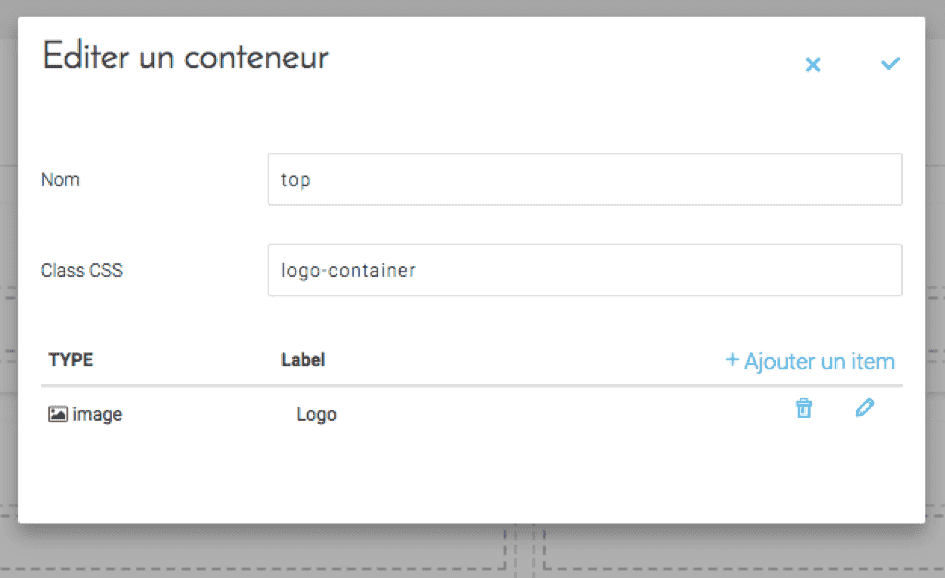 Editer un conteneur
Nom
top
Class CSS
logo-container
TYPE Label + Ajouter un item
image Logo